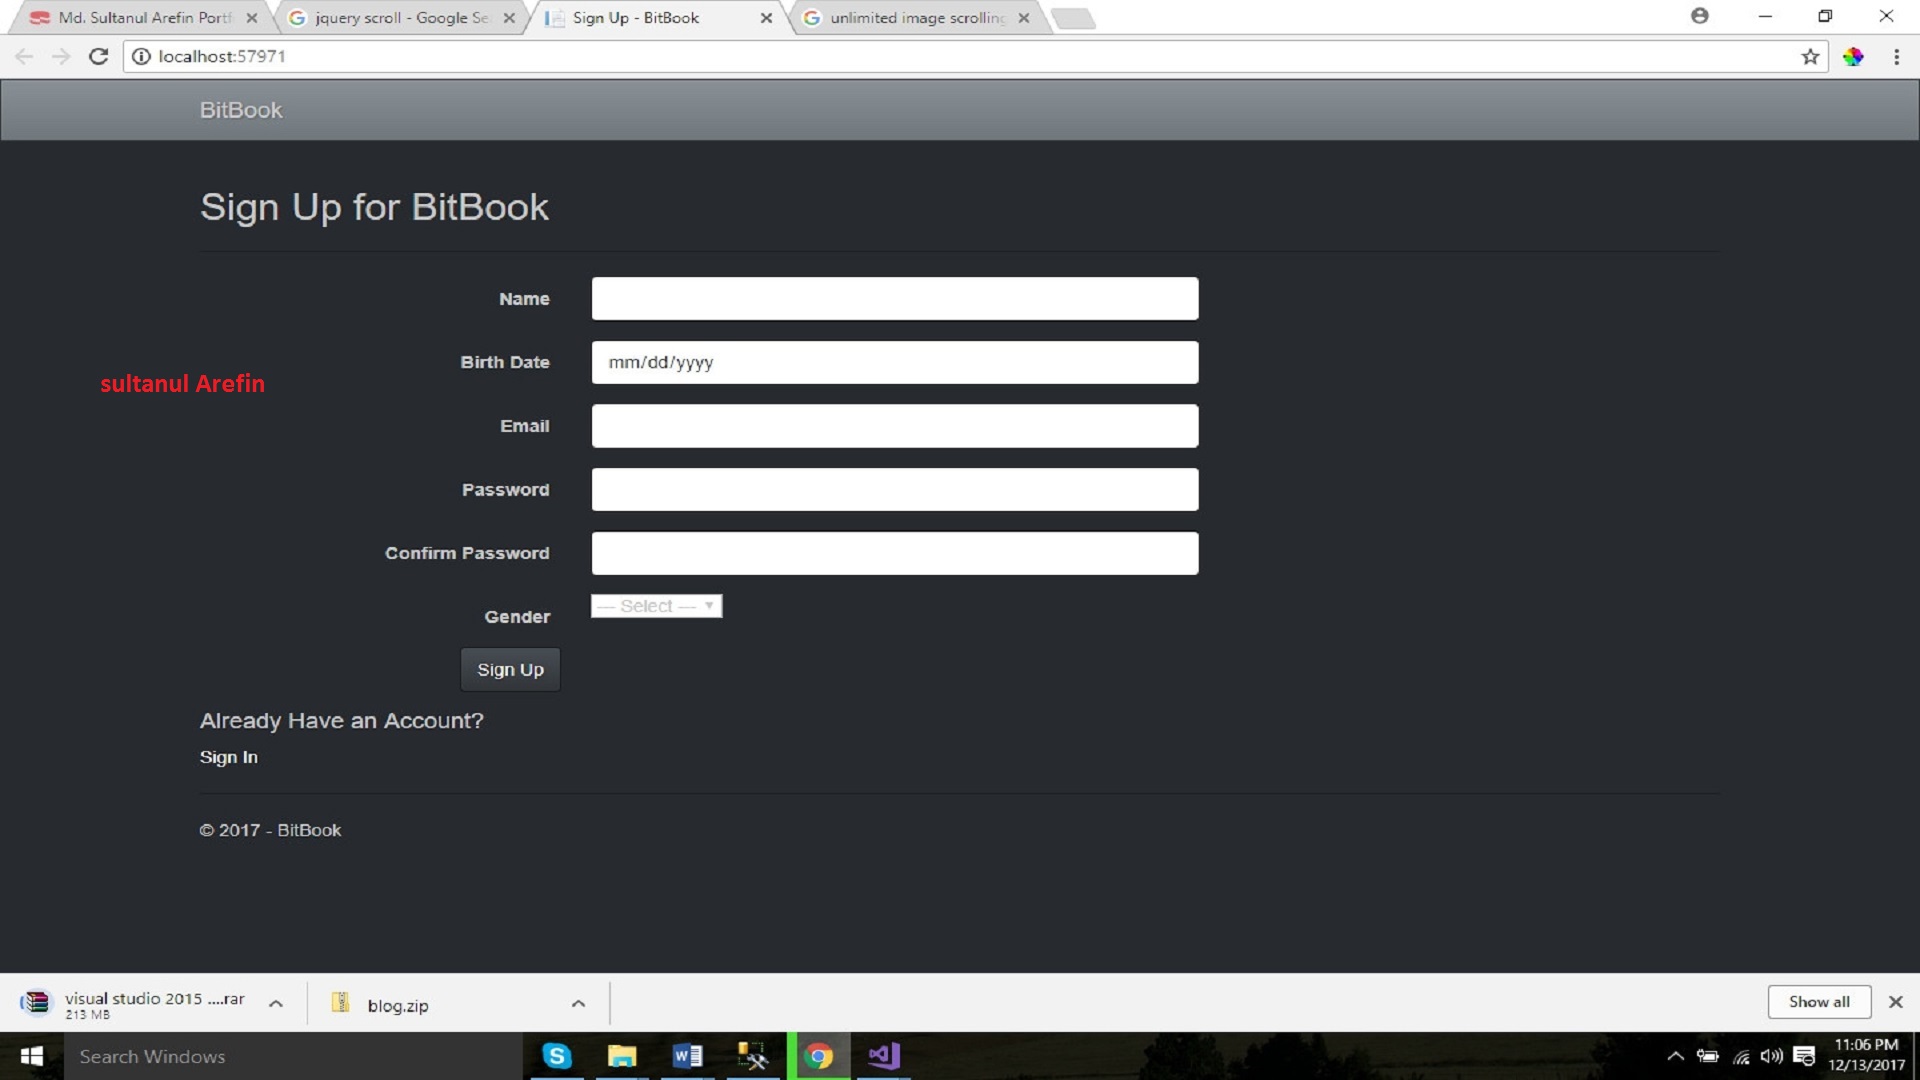 Md. Sultanul Arefin Portf
jquery scroll - Google Se
Sign Up - BitBook
unlimited image scrolling
localhost:57971
BitBook
Sign Up for BitBook
Name
Birth Date
mm/dd/yyyy
sultanul Arefin
Email
Password
Confirm Password
Gender
--- Select ---
Sign Up
Already Have an Account?
Sign In
© 2017 - BitBook
visual studio 2015 ....rar
213 MB
blog.zip
Show all
Search Windows
11:06 PM
12/13/2017